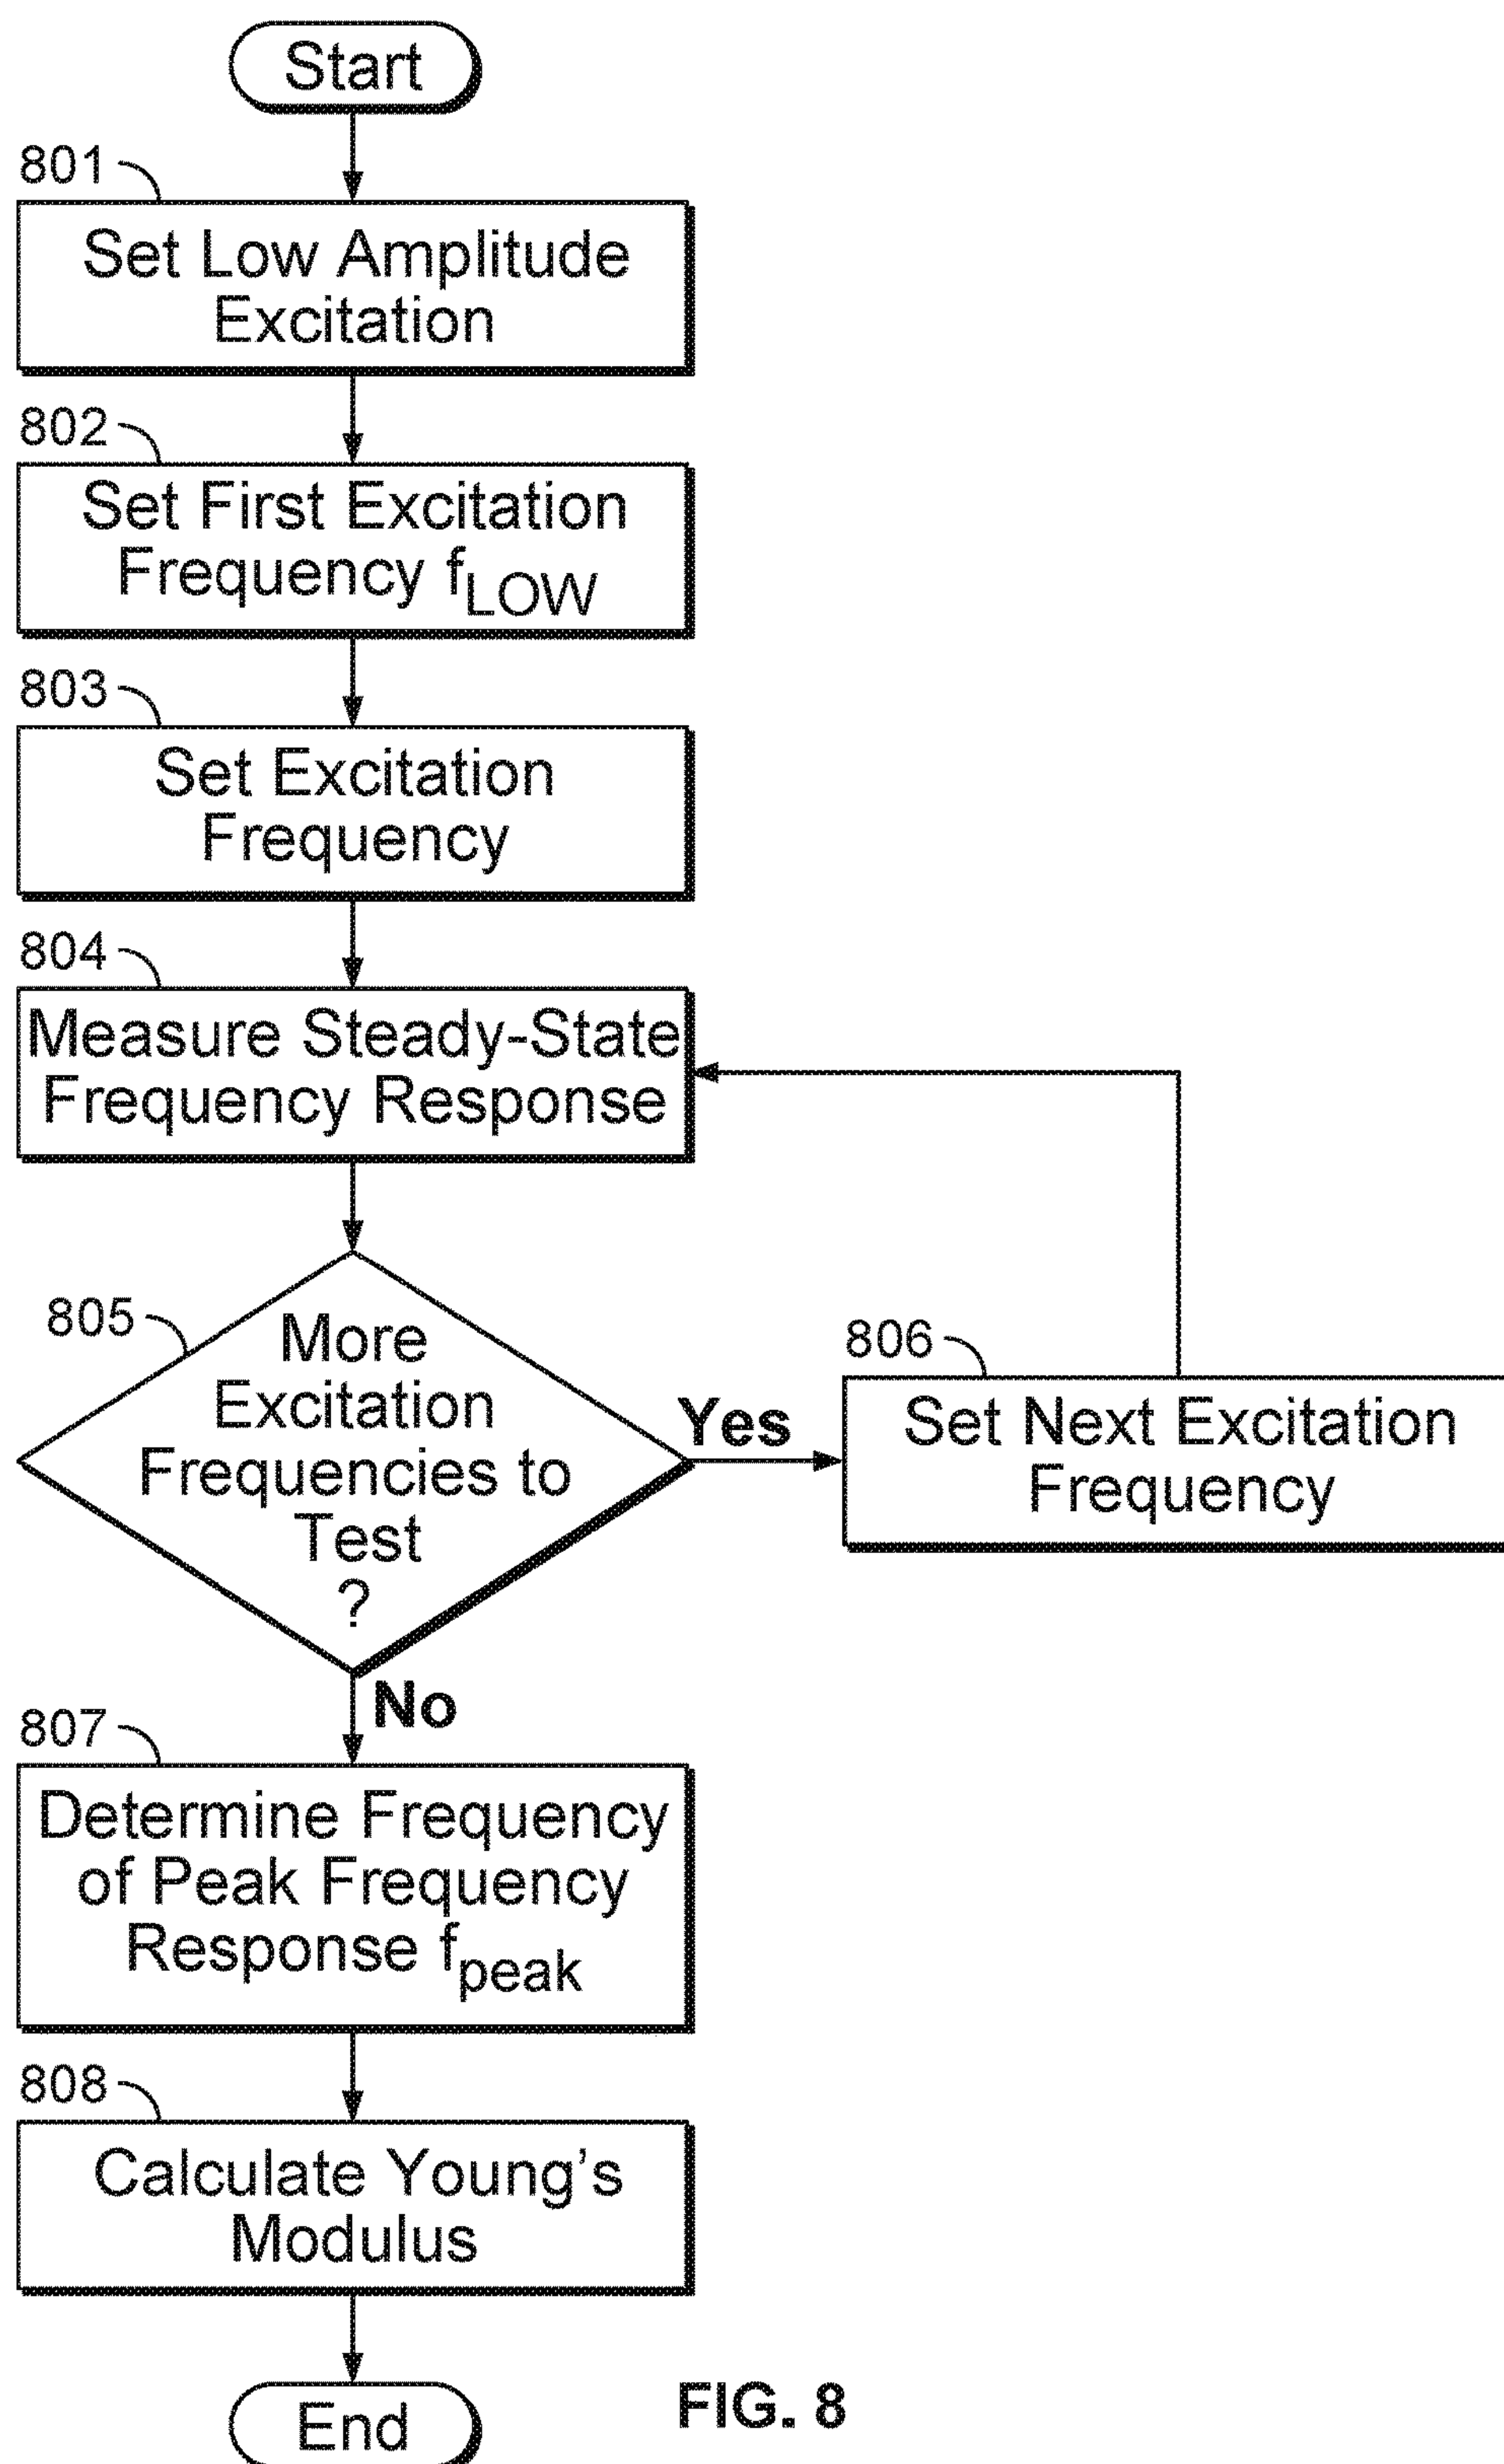 Start
801
Set Low Amplitude
Excitation
802
Set First Excitation
Frequency fLOW
803
Set Excitation
Frequency
804
Measure Steady-State
Frequency Response
805
More
Excitation
Frequencies to
Test
?
Yes
806
Set Next Excitation
Frequency
No
807
Determine Frequency
of Peak Frequency
Response fpeak
808
Calculate Young's
Modulus
End
FIG. 8